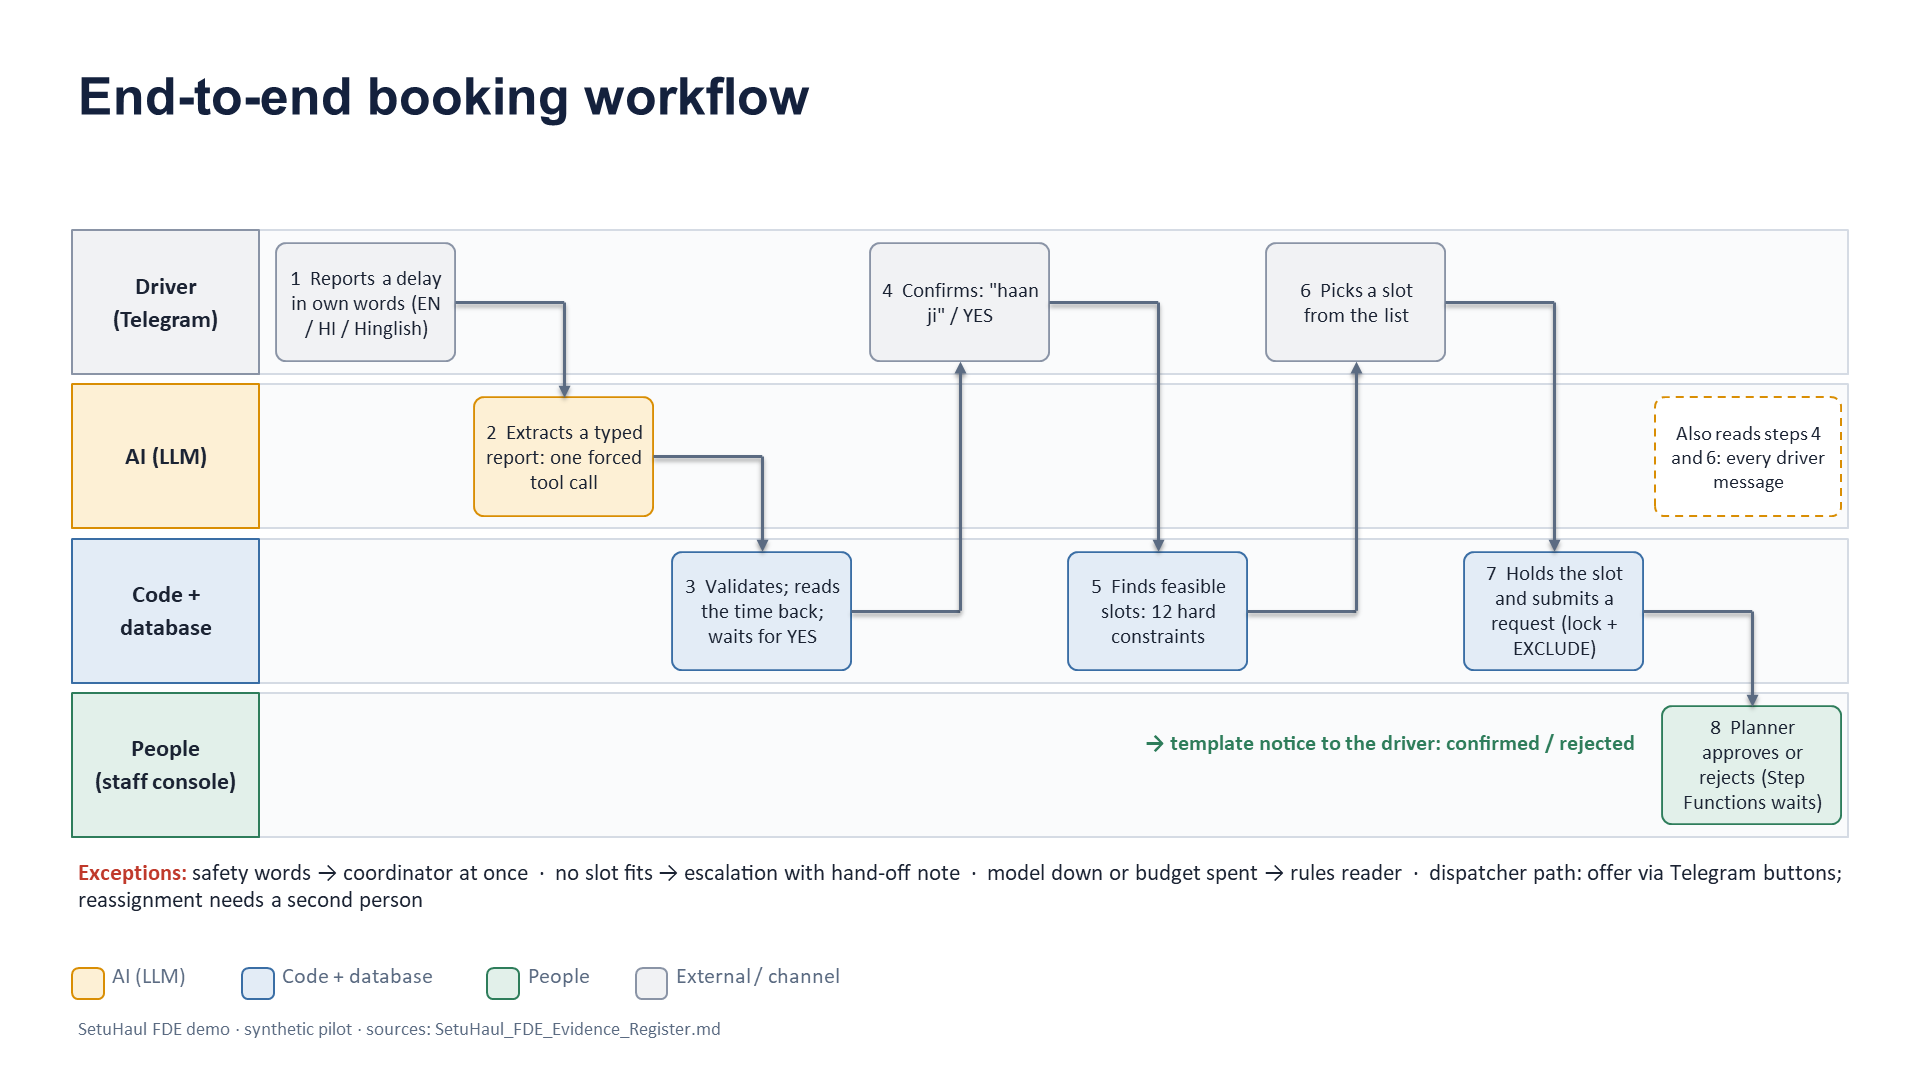 End-to-end booking workflow
Driver
(Telegram)
1 Reports a delay
in own words (EN
/ HI / Hinglish)
4 Confirms: "haan
ji" / YES
6 Picks a slot
from the list
AI (LLM)
2 Extracts a typed
report: one forced
tool call
Also reads steps 4
and 6: every driver
message
Code +
database
3 Validates; reads
the time back;
waits for YES
5 Finds feasible
slots: 12 hard
constraints
7 Holds the slot
and submits a
request (lock +
EXCLUDE)
People
(staff console)
→ template notice to the driver: confirmed / rejected
8 Planner
approves or
rejects (Step
Functions waits)
Exceptions: safety words → coordinator at once · no slot fits → escalation with hand-off note · model down or budget spent → rules reader · dispatcher path: offer via Telegram buttons;
reassignment needs a second person
AI (LLM)
Code + database
People
External / channel
SetuHaul FDE demo · synthetic pilot · sources: SetuHaul_FDE_Evidence_Register.md